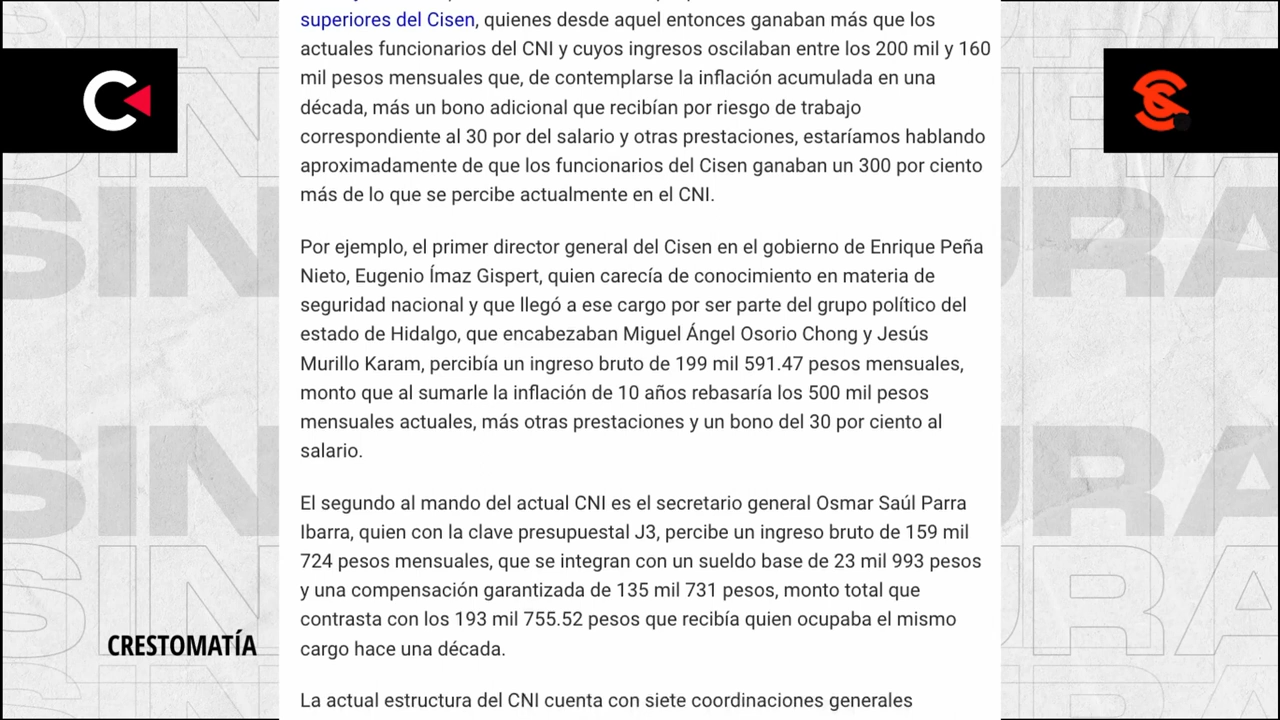 superiores del Cisen, quienes desde aquel entonces ganaban más que los
actuales funcionarios del CNI y cuyos ingresos oscilaban entre los 200 mil y 160
mil pesos mensuales que, de contemplarse la inflación acumulada en una
década, más un bono adicional que recibían por riesgo de trabajo
correspondiente al 30 por del salario y otras prestaciones, estaríamos hablando
aproximadamente de que los funcionarios del Cisen ganaban un 300 por ciento
más de lo que se percibe actualmente en el CNI.
Por ejemplo, el primer director general del Cisen en el gobierno de Enrique Peña
Nieto, Eugenio Ímaz Gispert, quien carecía de conocimiento en materia de
seguridad nacional y que llegó a ese cargo por ser parte del grupo político del
estado de Hidalgo, que encabezaban Miguel Ángel Osorio Chong y Jesús
Murillo Karam, percibía un ingreso bruto de 199 mil 591.47 pesos mensuales,
monto que al sumarle la inflación de 10 años rebasaría los 500 mil pesos
mensuales actuales, más otras prestaciones y un bono del 30 por ciento al
salario.
El segundo al mando del actual CNI es el secretario general Osmar Saúl Parra
Ibarra, quien con la clave presupuestal J3, percibe un ingreso bruto de 159 mil
724 pesos mensuales, que se integran con un sueldo base de 23 mil 993 pesos
y una compensación garantizada de 135 mil 731 pesos, monto total que
contrasta con los 193 mil 755.52 pesos que recibía quien ocupaba el mismo
cargo hace una década.
La actual estructura del CNI cuenta con siete coordinaciones generales
CRESTOMATÍA